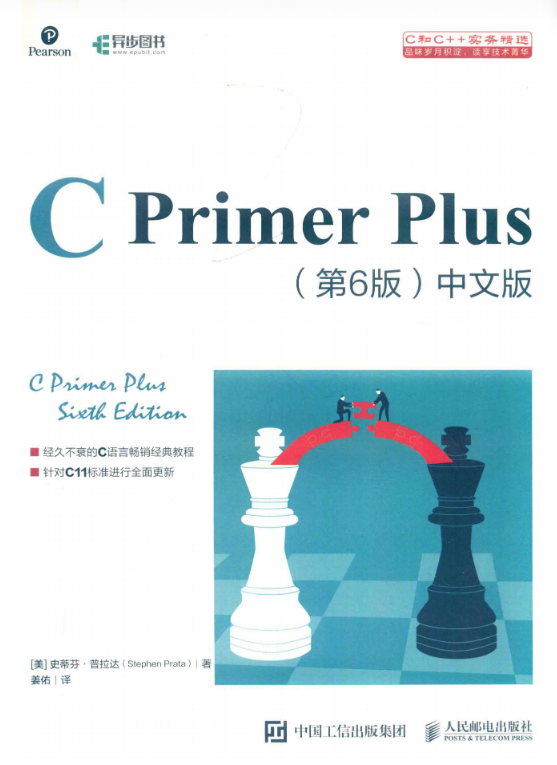 Pearson
异步图书
www.epubit.com
C和C++实务精选
品味岁月积淀，读享技术菁华
C Primer Plus
（第6版）中文版
C Primer Plus
Sixth Edition
■ 经久不衰的C语言畅销经典教程
■ 针对C11标准进行全面更新
[美] 史蒂芬·普拉达（Stephen Prata）| 著
姜佑 | 译
中国工信出版集团
人民邮电出版社
POSTS & TELECOM PRESS